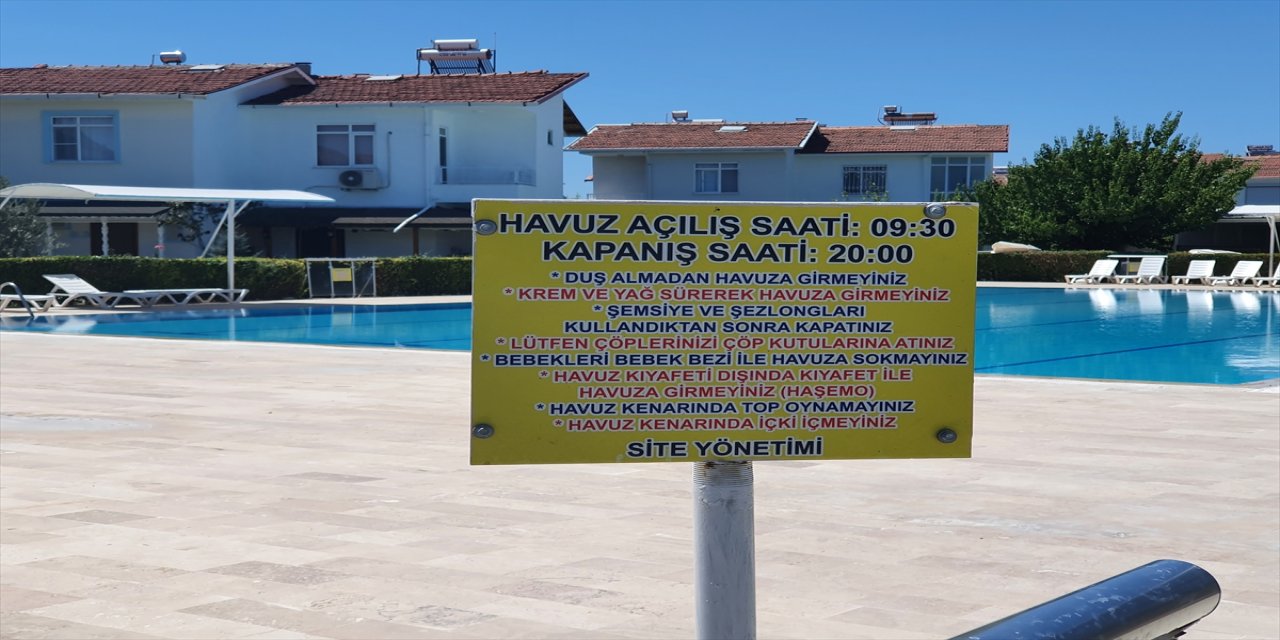 HAVUZ AÇILIŞ SAATİ: 09:30
KAPANIŞ SAATİ: 20:00
* DUŞ ALMADAN HAVUZA GİRMEYİNİZ
* KREM VE YAĞ SÜREREK HAVUZA GİRMEYİNİZ
* ŞEMSİYE VE ŞEZLONGLARI
KULLANDIKTAN SONRA KAPATINIZ
* LÜTFEN ÇÖPLERİNİZİ ÇÖP KUTULARINA ATINIZ
* BEBEKLERİ BEBEK BEZİ İLE HAVUZA SOKMAYINIZ
* HAVUZ KIYAFETİ DIŞINDA KIYAFET İLE
HAVUZA GİRMEYİNİZ (HAŞEMO)
* HAVUZ KENARINDA TOP OYNAMAYINIZ
* HAVUZ KENARINDA İÇKİ İÇMEYİNİZ
SİTE YÖNETİMİ